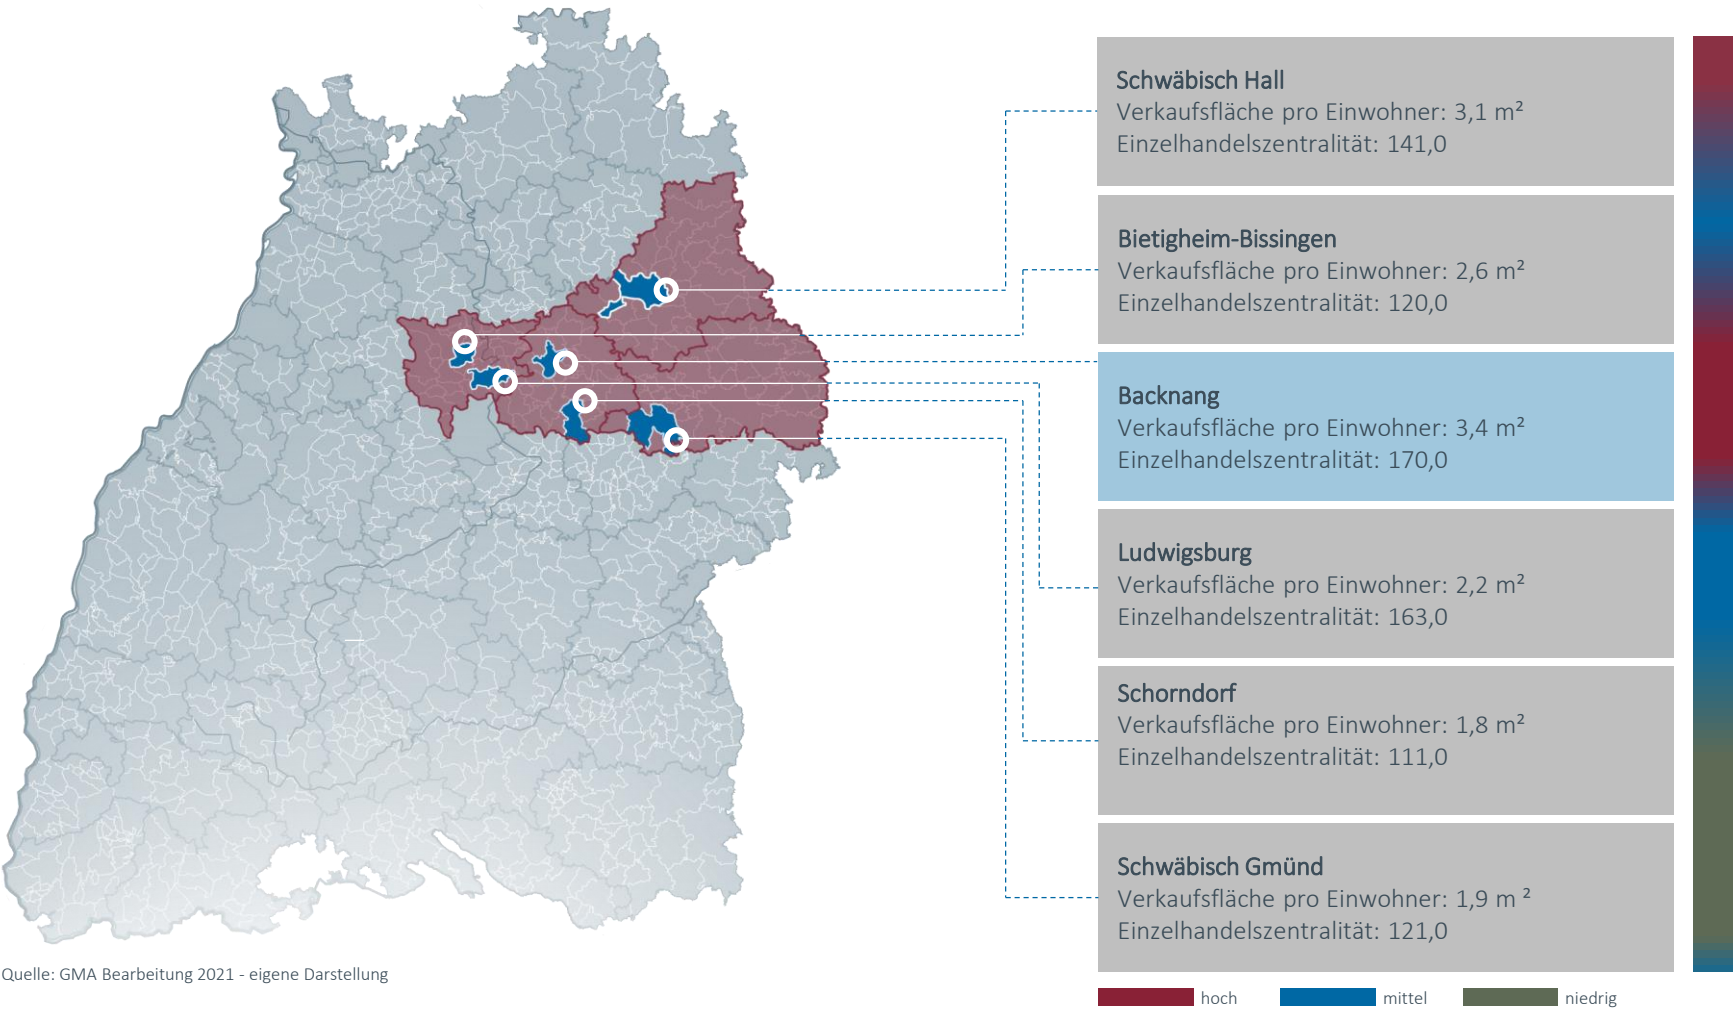 Schwäbisch Hall
Verkaufsfläche pro Einwohner: 3,1 m²
Einzelhandelszentralität: 141,0
Bietigheim-Bissingen
Verkaufsfläche pro Einwohner: 2,6 m²
Einzelhandelszentralität: 120,0
Backnang
Verkaufsfläche pro Einwohner: 3,4 m²
Einzelhandelszentralität: 170,0
Ludwigsburg
Verkaufsfläche pro Einwohner: 2,2 m²
Einzelhandelszentralität: 163,0
Schorndorf
Verkaufsfläche pro Einwohner: 1,8 m²
Einzelhandelszentralität: 111,0
Schwäbisch Gmünd
Verkaufsfläche pro Einwohner: 1,9 m ²
Einzelhandelszentralität: 121,0
Quelle: GMA Bearbeitung 2021 - eigene Darstellung
hoch mittel niedrig